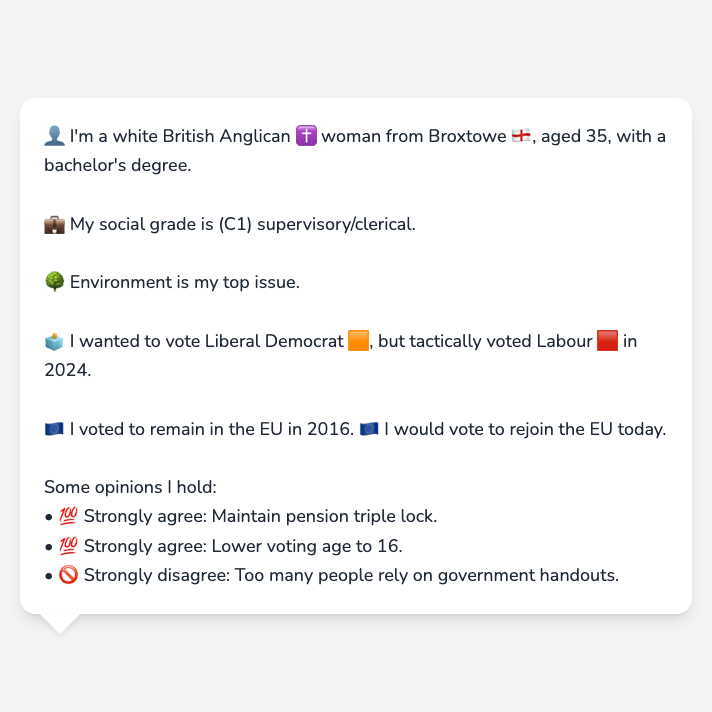 👤 I'm a white British Anglican ✝️ woman from Broxtowe 🏴󠁧󠁢󠁥󠁮󠁧󠁿, aged 35, with a
bachelor's degree.
💼 My social grade is (C1) supervisory/clerical.
🌳 Environment is my top issue.
🗳️ I wanted to vote Liberal Democrat 🟧, but tactically voted Labour 🟥 in
2024.
🇪🇺 I voted to remain in the EU in 2016. 🇪🇺 I would vote to rejoin the EU today.
Some opinions I hold:
• 💯 Strongly agree: Maintain pension triple lock.
• 💯 Strongly agree: Lower voting age to 16.
• 🚫 Strongly disagree: Too many people rely on government handouts.